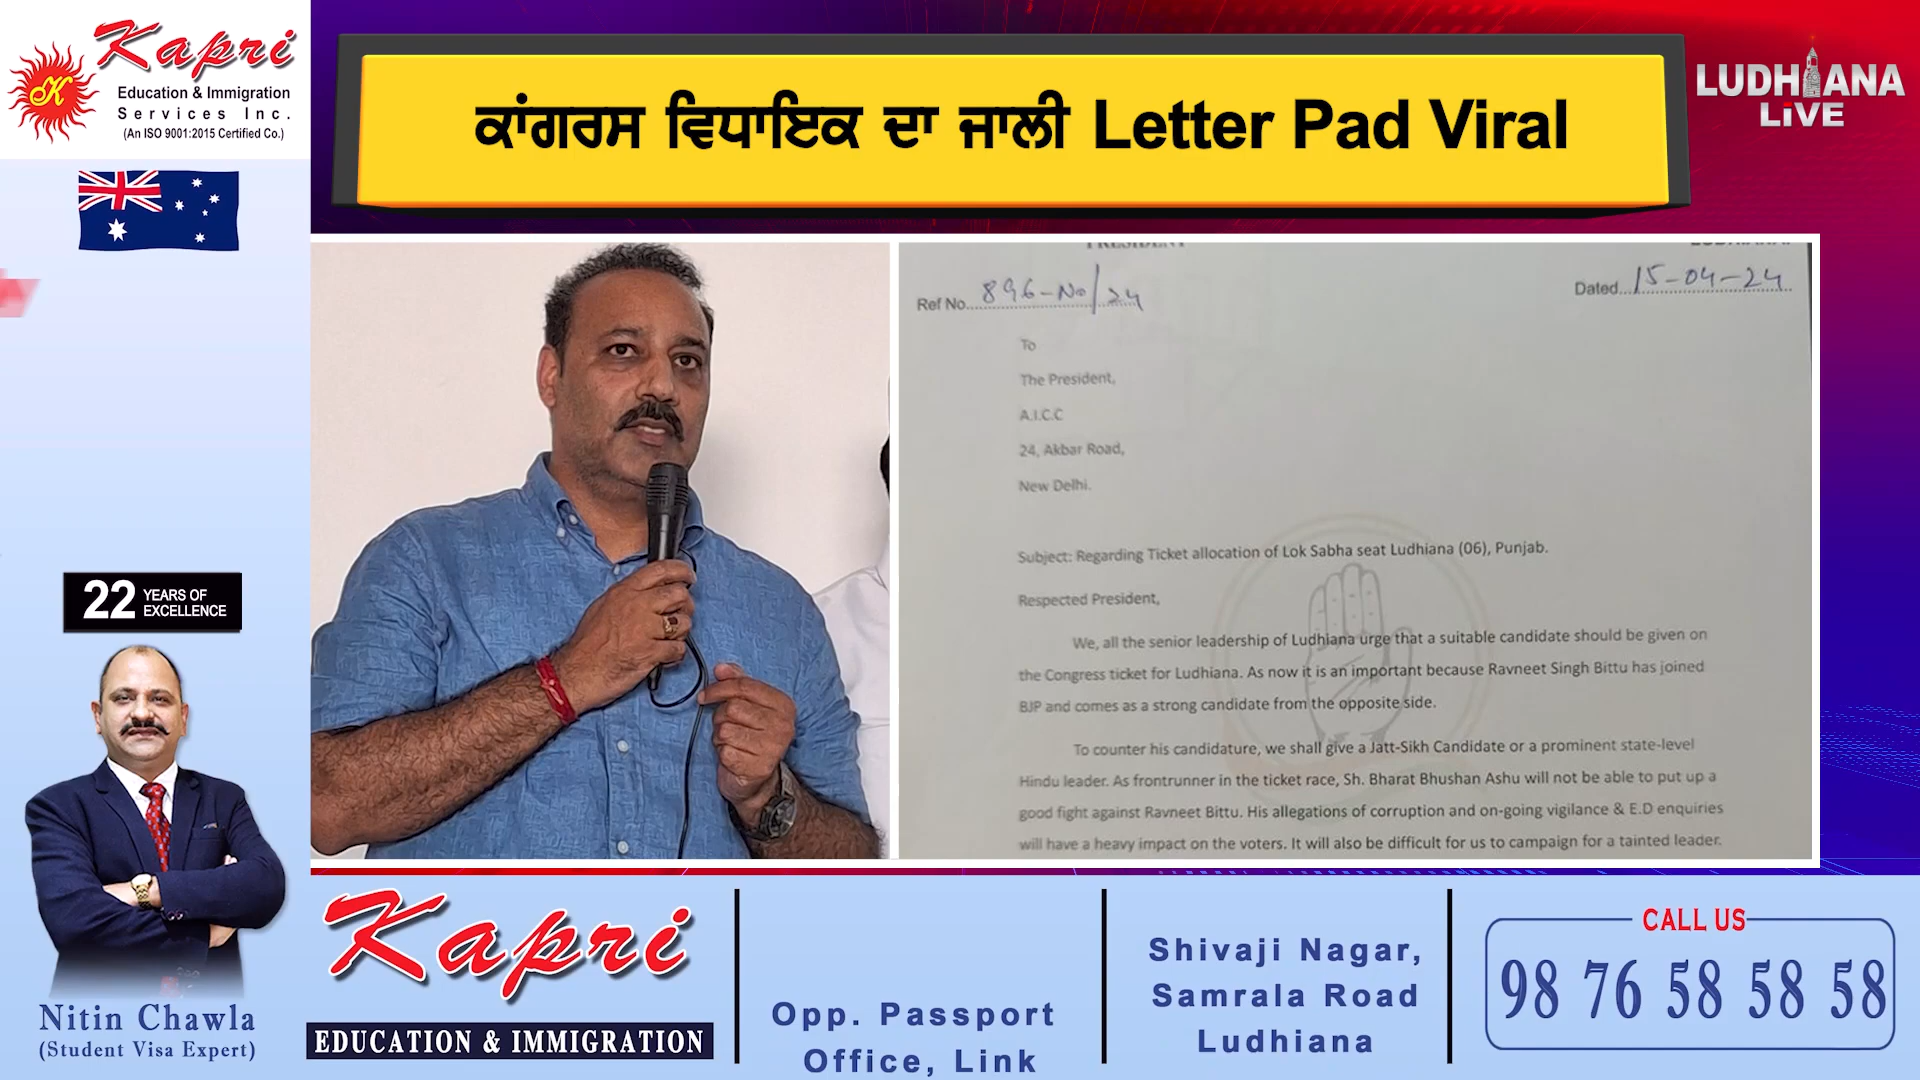 Kapri
K
Education & Immigration
Services Inc.
(An ISO 9001:2015 Certified Co.)
ਕਾਂਗਰਸ ਵਿਧਾਇਕ ਦਾ ਜਾਲੀ Letter Pad Viral
LUDHIANA
LiVE
PRESIDENT
Ref No. 896-No/24
Dated 15-04-24
To
The President,
A.I.C.C
24, Akbar Road,
New Delhi.
Subject: Regarding Ticket allocation of Lok Sabha seat Ludhiana (06), Punjab.
Respected President,
We, all the senior leadership of Ludhiana urge that a suitable candidate should be given on
the Congress ticket for Ludhiana. As now it is an important because Ravneet Singh Bittu has joined
BJP and comes as a strong candidate from the opposite side.
To counter his candidature, we shall give a Jatt-Sikh Candidate or a prominent state-level
Hindu leader. As frontrunner in the ticket race, Sh. Bharat Bhushan Ashu will not be able to put up a
good fight against Ravneet Bittu. His allegations of corruption and on-going vigilance & E.D enquiries
will have a heavy impact on the voters. It will also be difficult for us to campaign for a tainted leader.
22 YEARS OF
EXCELLENCE
Nitin Chawla
(Student Visa Expert)
Kapri
EDUCATION & IMMIGRATION
Opp. Passport
Office, Link
Shivaji Nagar,
Samrala Road
Ludhiana
CALL US
98 76 58 58 58